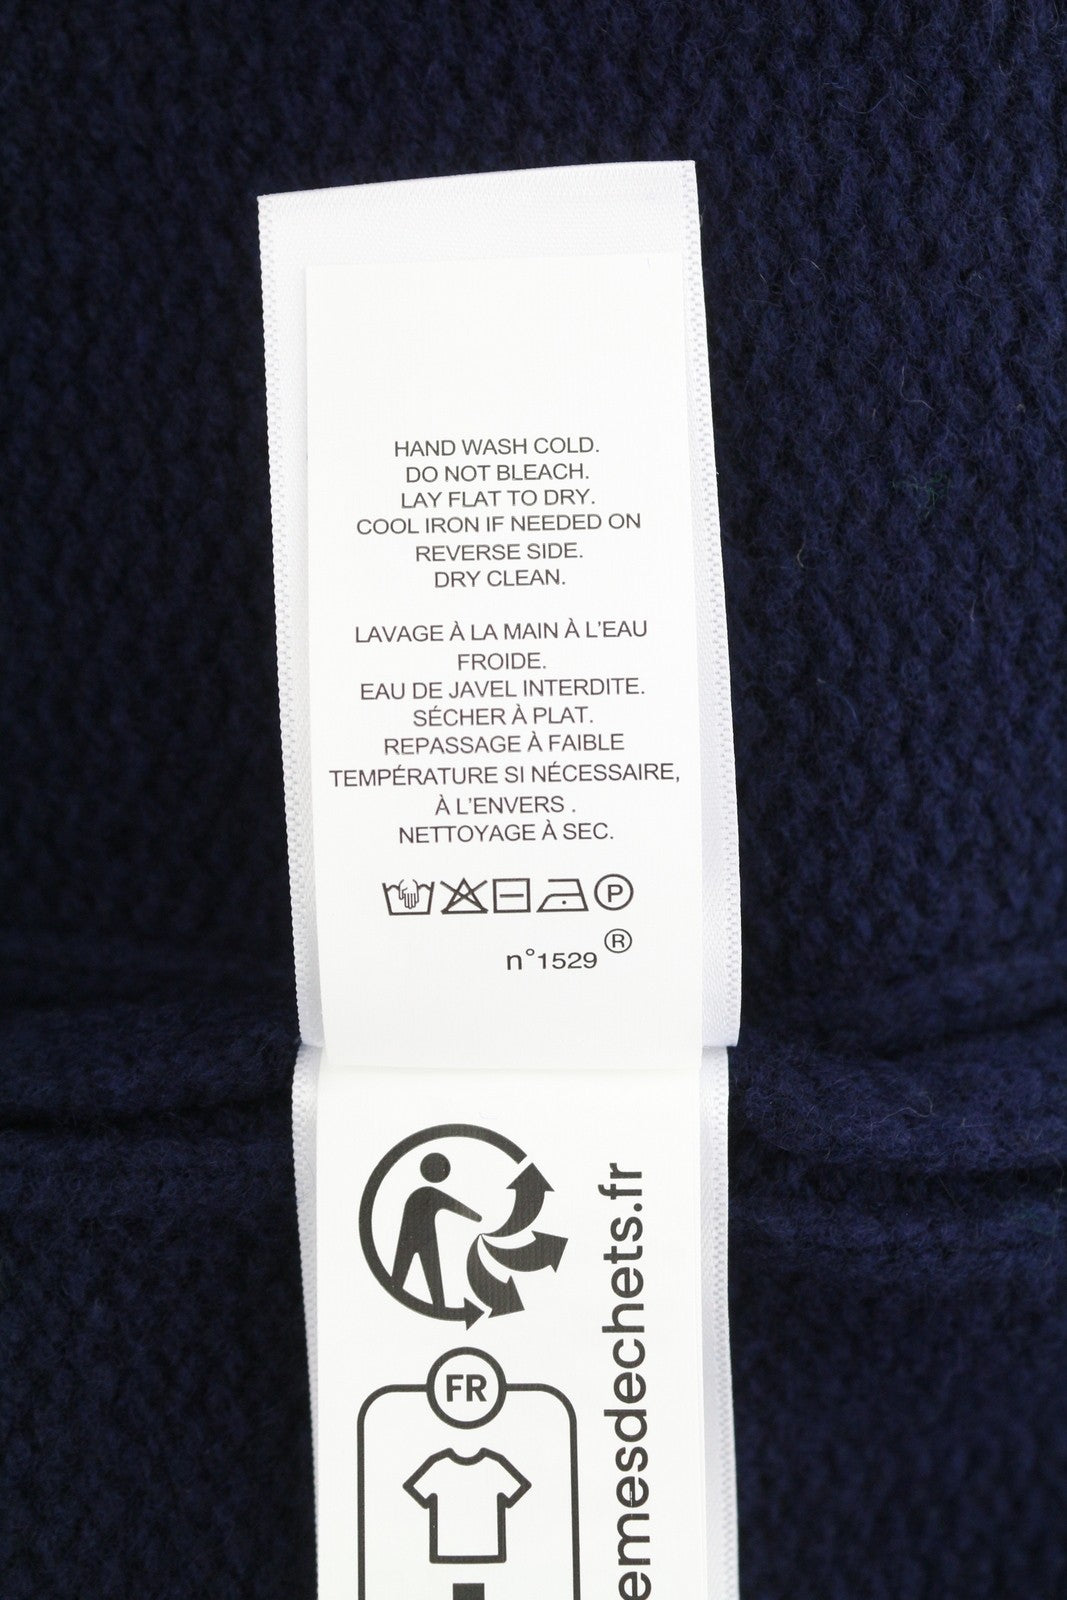 HAND WASH COLD.
DO NOT BLEACH.
LAY FLAT TO DRY.
COOL IRON IF NEEDED ON
REVERSE SIDE.
DRY CLEAN.
LAVAGE À LA MAIN À L'EAU
FROIDE.
EAU DE JAVEL INTERDITE.
SÉCHER À PLAT.
REPASSAGE À FAIBLE
TEMPÉRATURE SI NÉCESSAIRE,
À L'ENVERS .
NETTOYAGE À SEC.
P
n°1529 ®
FR
emesdechets.fr